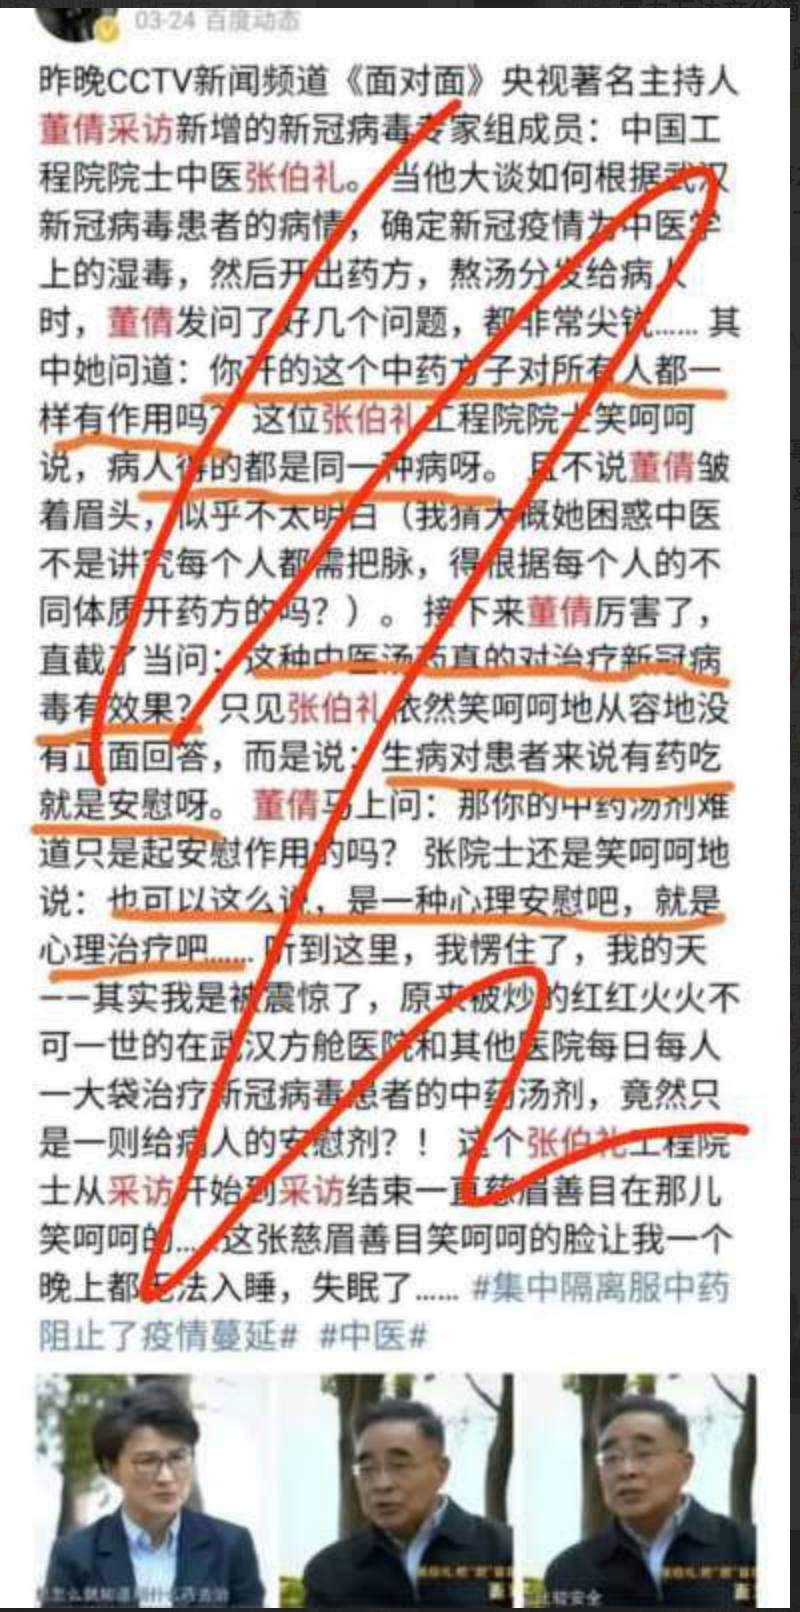 03-24 百度动态
昨晚CCTV新闻频道《面对面》央视著名主持人
董倩采访新增的新冠病毒专家组成员：中国工
程院院士中医张伯礼。 当他大谈如何根据武汉
新冠病毒患者的病情，确定新冠疫情为中医学
上的湿毒，然后开出药方，熬汤分发给病人
时，董倩发问了好几个问题，都非常尖锐…… 其
中她问道：你开的这个中药方子对所有人都一
样有作用吗？ 这位张伯礼工程院院士笑呵呵
说，病人得的都是同一种病呀。 且不说董倩皱
着眉头，似乎不太明白（我猜大概她困惑中医
不是讲究每个人都需把脉，得根据每个人的不
同体质开药方的吗？）。 接下来董倩厉害了，
直截了当问：这种中医汤药真的对治疗新冠病
毒有效果？ 只见张伯礼依然笑呵呵地从容地没
有正面回答，而是说：生病对患者来说有药吃
就是安慰呀。 董倩马上问：那你的中药汤剂难
道只是起安慰作用的吗？ 张院士还是笑呵呵地
说：也可以这么说，是一种心理安慰吧，就是
心理治疗吧…… 听到这里，我愣住了，我的天
——其实我是被震惊了，原来被炒的红红火火不
可一世的在武汉方舱医院和其他医院每日每人
一大袋治疗新冠病毒患者的中药汤剂，竟然只
是一则给病人的安慰剂？！ 这个张伯礼工程院
士从采访开始到采访结束一直慈眉善目在那儿
笑呵呵的……这张慈眉善目笑呵呵的脸让我一个
晚上都无法入睡，失眠了…… #集中隔离服中药
阻止了疫情蔓延# #中医#
比较安全